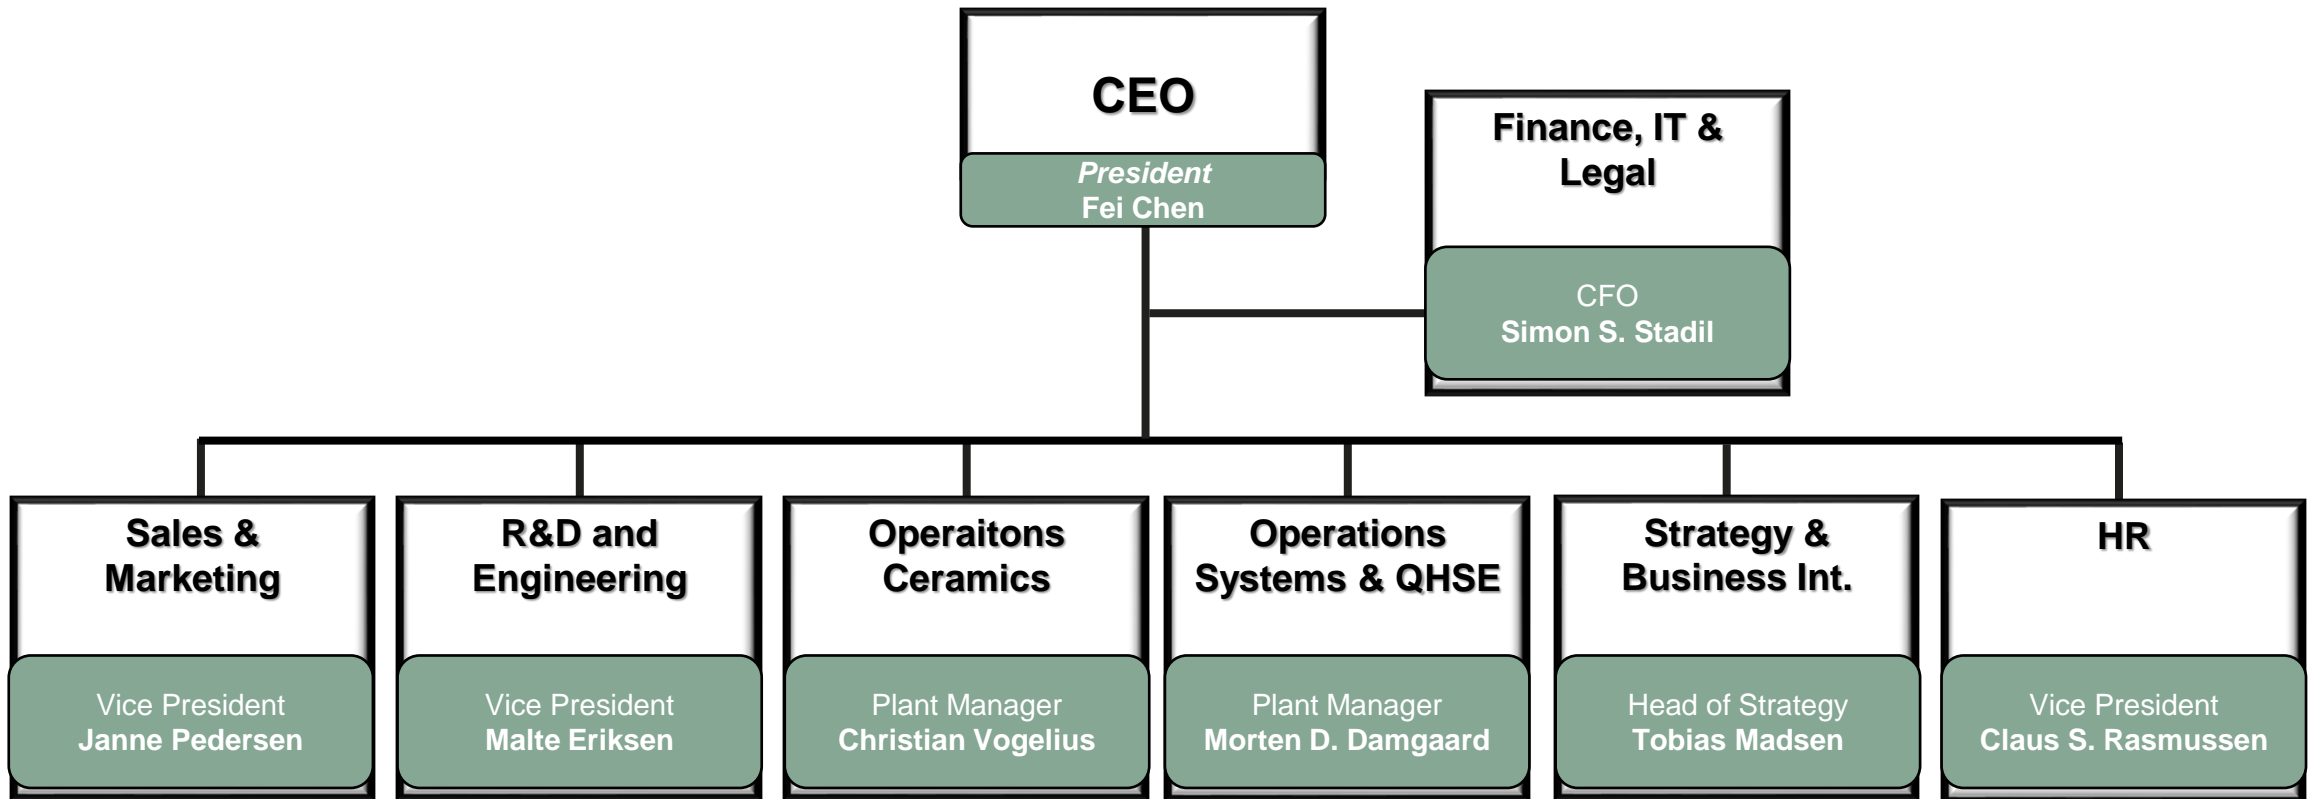 CEO
President
Fei Chen
Finance, IT &
Legal
CFO
Simon S. Stadil
Sales &
Marketing
Vice President
Janne Pedersen
R&D and
Engineering
Vice President
Malte Eriksen
Operaitons
Ceramics
Plant Manager
Christian Vogelius
Operations
Systems & QHSE
Plant Manager
Morten D. Damgaard
Strategy &
Business Int.
Head of Strategy
Tobias Madsen
HR
Vice President
Claus S. Rasmussen